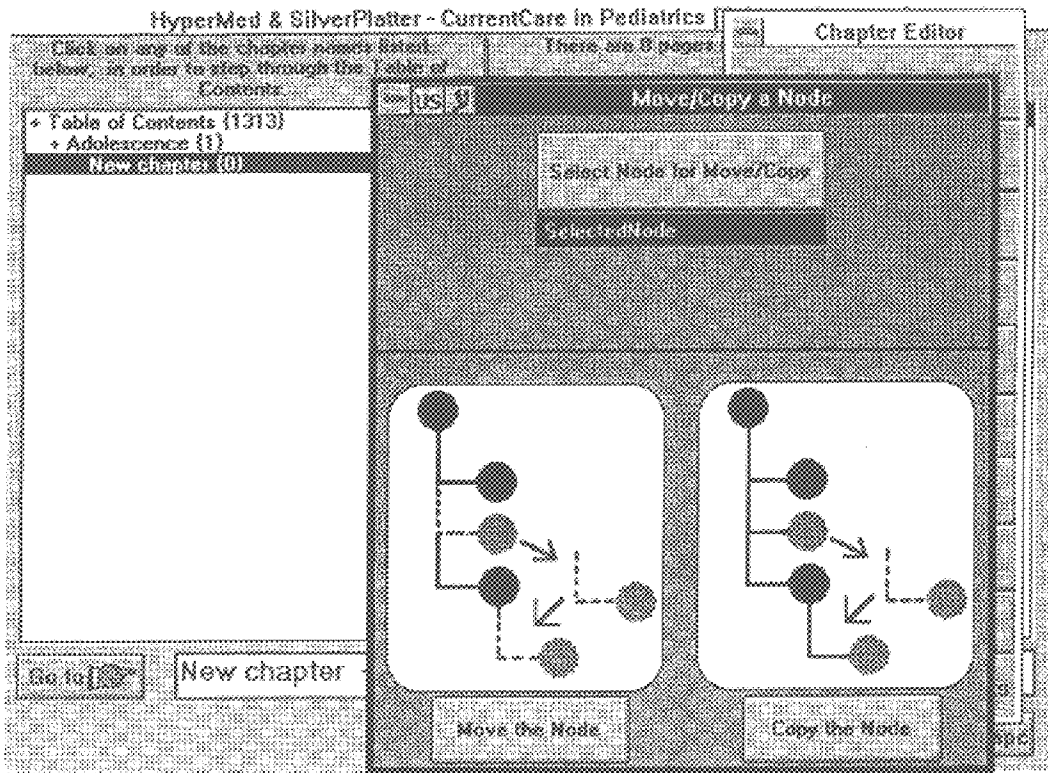 HyperMed & SilverPlatter - CurrentCare in Pediatrics
Click on any of the chapter names listed
below, in order to step through the Table of
Contents...
There are 0 pages
Chapter Editor
+ Table of Contents (1313)
+ Adolescence (1)
New chapter (0)
Move/Copy a Node
Select Node for Move/Copy
SelectedNode
Go to
New chapter
Move the Node
Copy the Node